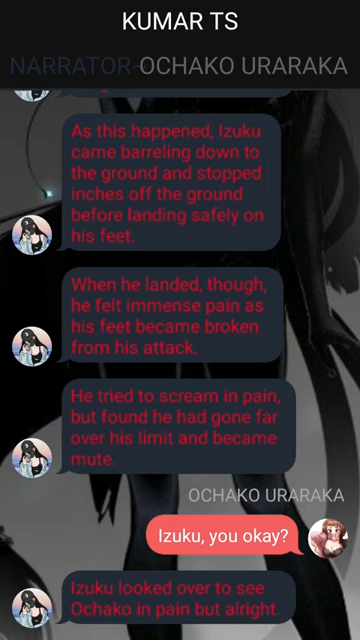 KUMAR TS
NARRATOR~OCHAKO URARAKA
As this happened, Izuku
came barreling down to
the ground and stopped
inches off the ground
before landing safely on
his feet.
When he landed, though,
he felt immense pain as
his feet became broken
from his attack.
He tried to scream in pain,
but found he had gone far
over his limit and became
mute.
OCHAKO URARAKA
Izuku, you okay?
Izuku looked over to see
Ochako in pain but alright.